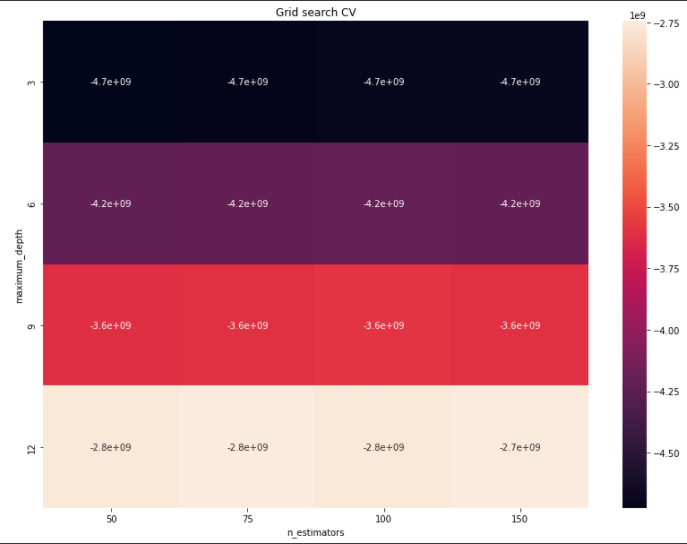 Grid search CV
1e9
3
-4.7e+09
-4.7e+09
-4.7e+09
-4.7e+09
6
-4.2e+09
-4.2e+09
-4.2e+09
-4.2e+09
maximum_depth
9
-3.6e+09
-3.6e+09
-3.6e+09
-3.6e+09
12
-2.8e+09
-2.8e+09
-2.8e+09
-2.7e+09
50
75
100
150
n_estimators
−2.75
−3.00
−3.25
−3.50
−3.75
−4.00
−4.25
−4.50